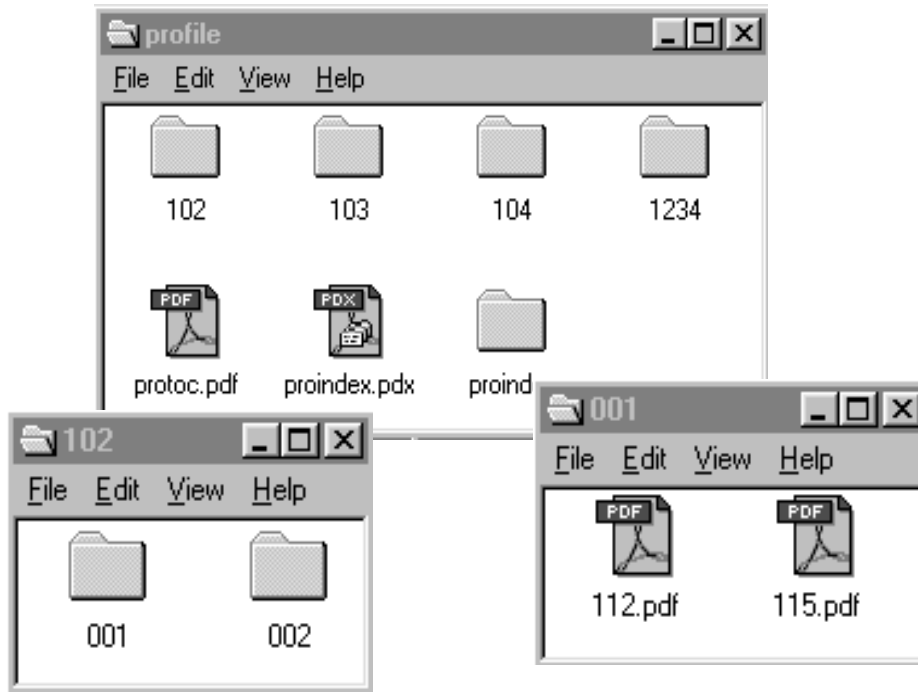 profile
File Edit View Help
102 103 104 1234
PDF PDX
protoc.pdf proindex.pdx proind
102
File Edit View Help
001 002
001
File Edit View Help
PDF PDF
112.pdf 115.pdf